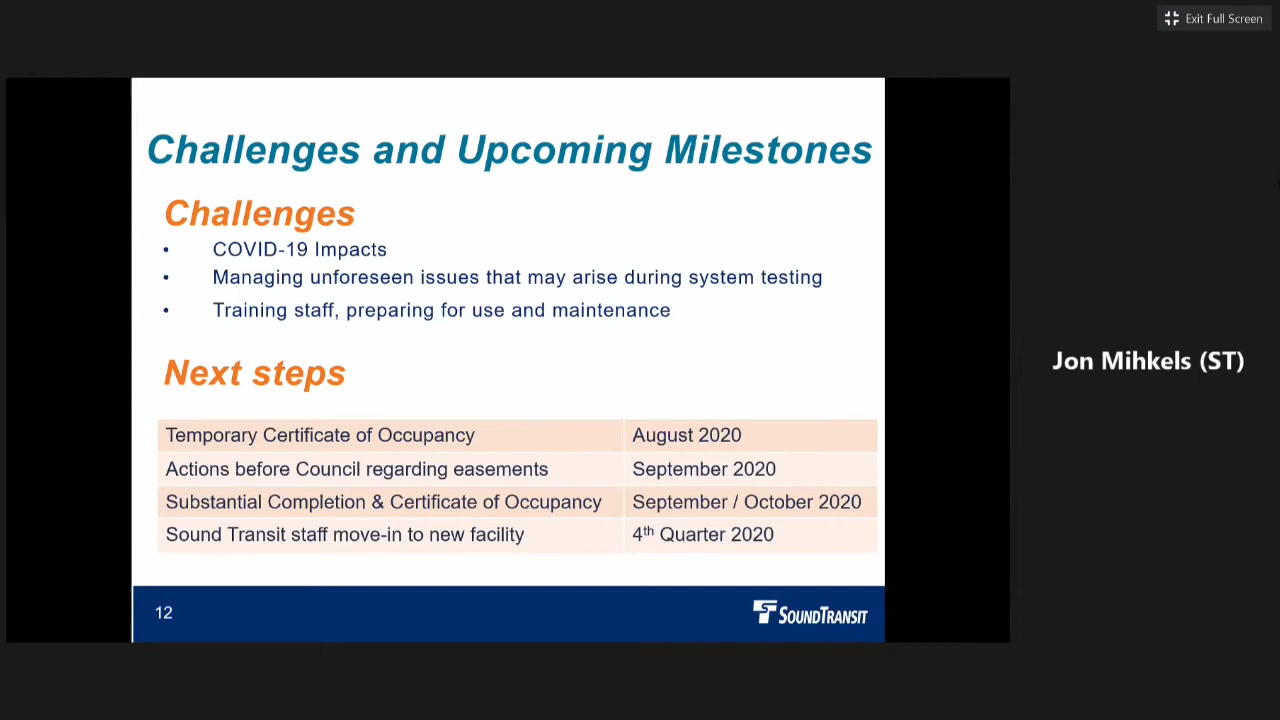 Exit Full Screen
Challenges and Upcoming Milestones
Challenges
• COVID-19 Impacts
• Managing unforeseen issues that may arise during system testing
• Training staff, preparing for use and maintenance
Jon Mihkels (ST)
Next steps
Temporary Certificate of Occupancy August 2020
Actions before Council regarding easements September 2020
Substantial Completion & Certificate of Occupancy September / October 2020
Sound Transit staff move-in to new facility 4th Quarter 2020
12
SOUNDTRANSIT